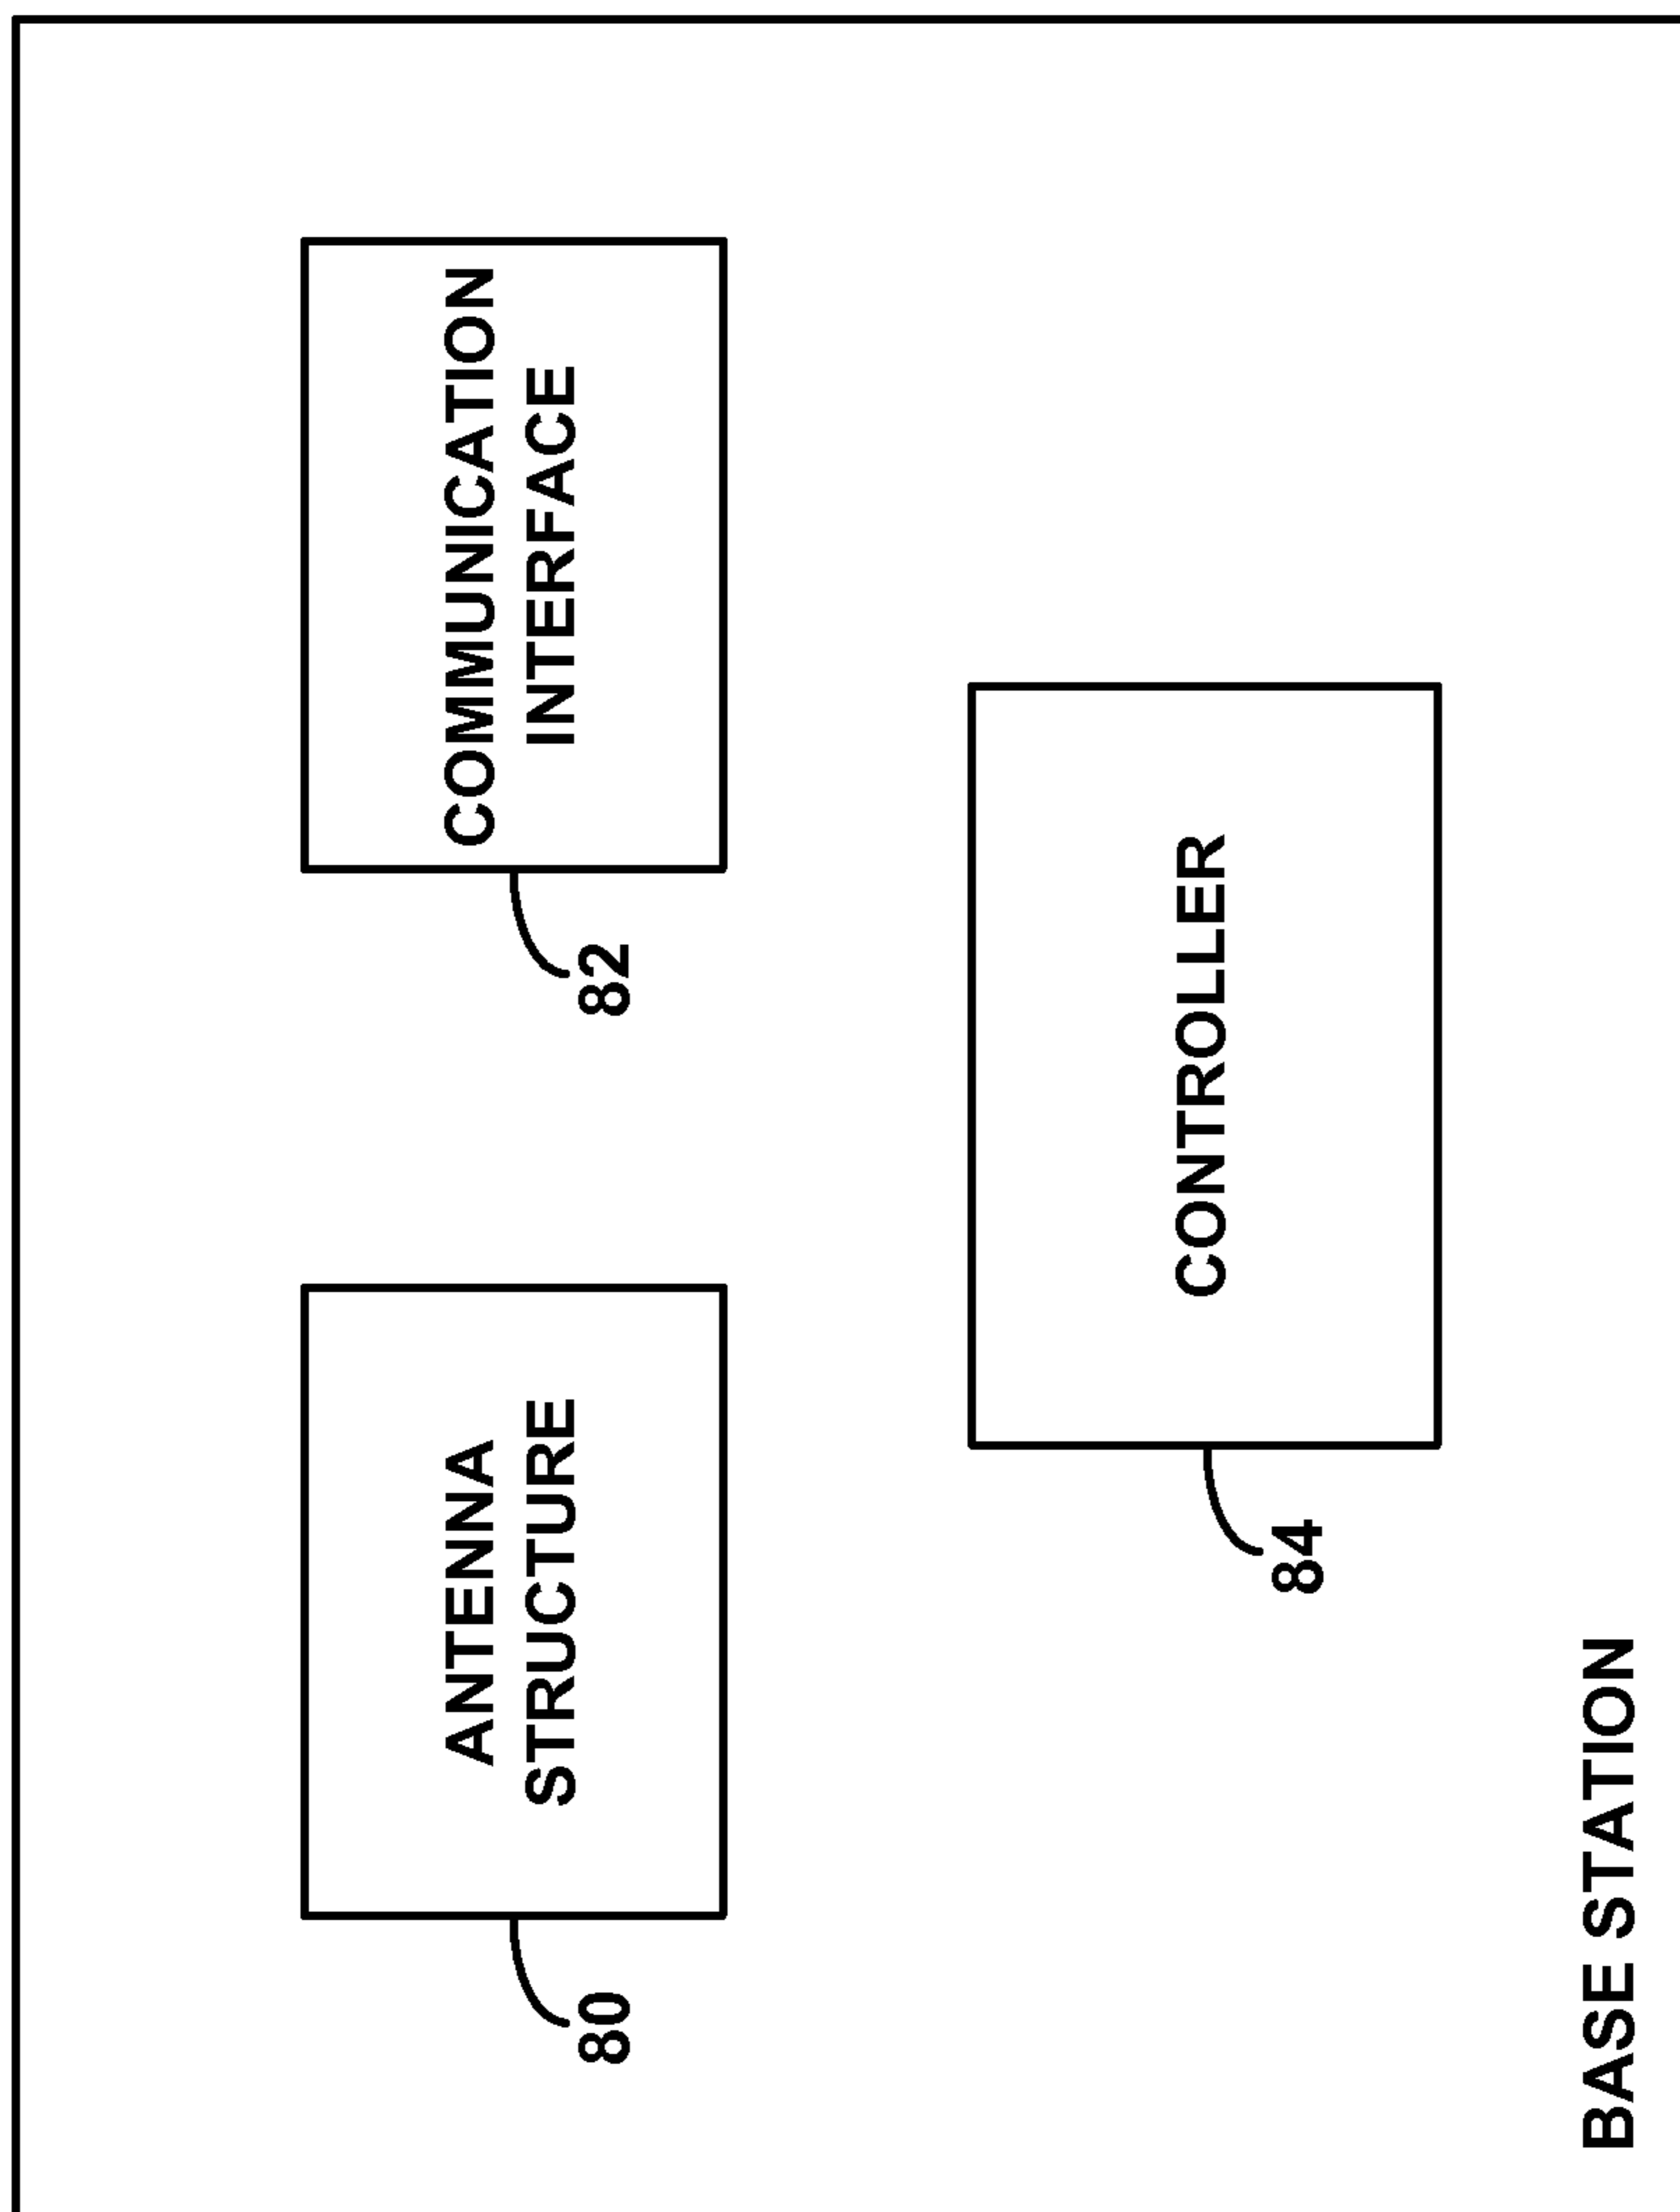 ANTENNA
STRUCTURE
80
COMMUNICATION
INTERFACE
82
CONTROLLER
84
BASE STATION